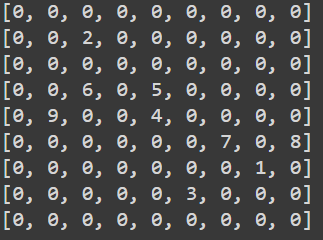 [0, 0, 0, 0, 0, 0, 0, 0, 0]
[0, 0, 2, 0, 0, 0, 0, 0, 0]
[0, 0, 0, 0, 0, 0, 0, 0, 0]
[0, 0, 6, 0, 5, 0, 0, 0, 0]
[0, 9, 0, 0, 4, 0, 0, 0, 0]
[0, 0, 0, 0, 0, 0, 7, 0, 8]
[0, 0, 0, 0, 0, 0, 0, 1, 0]
[0, 0, 0, 0, 0, 3, 0, 0, 0]
[0, 0, 0, 0, 0, 0, 0, 0, 0]